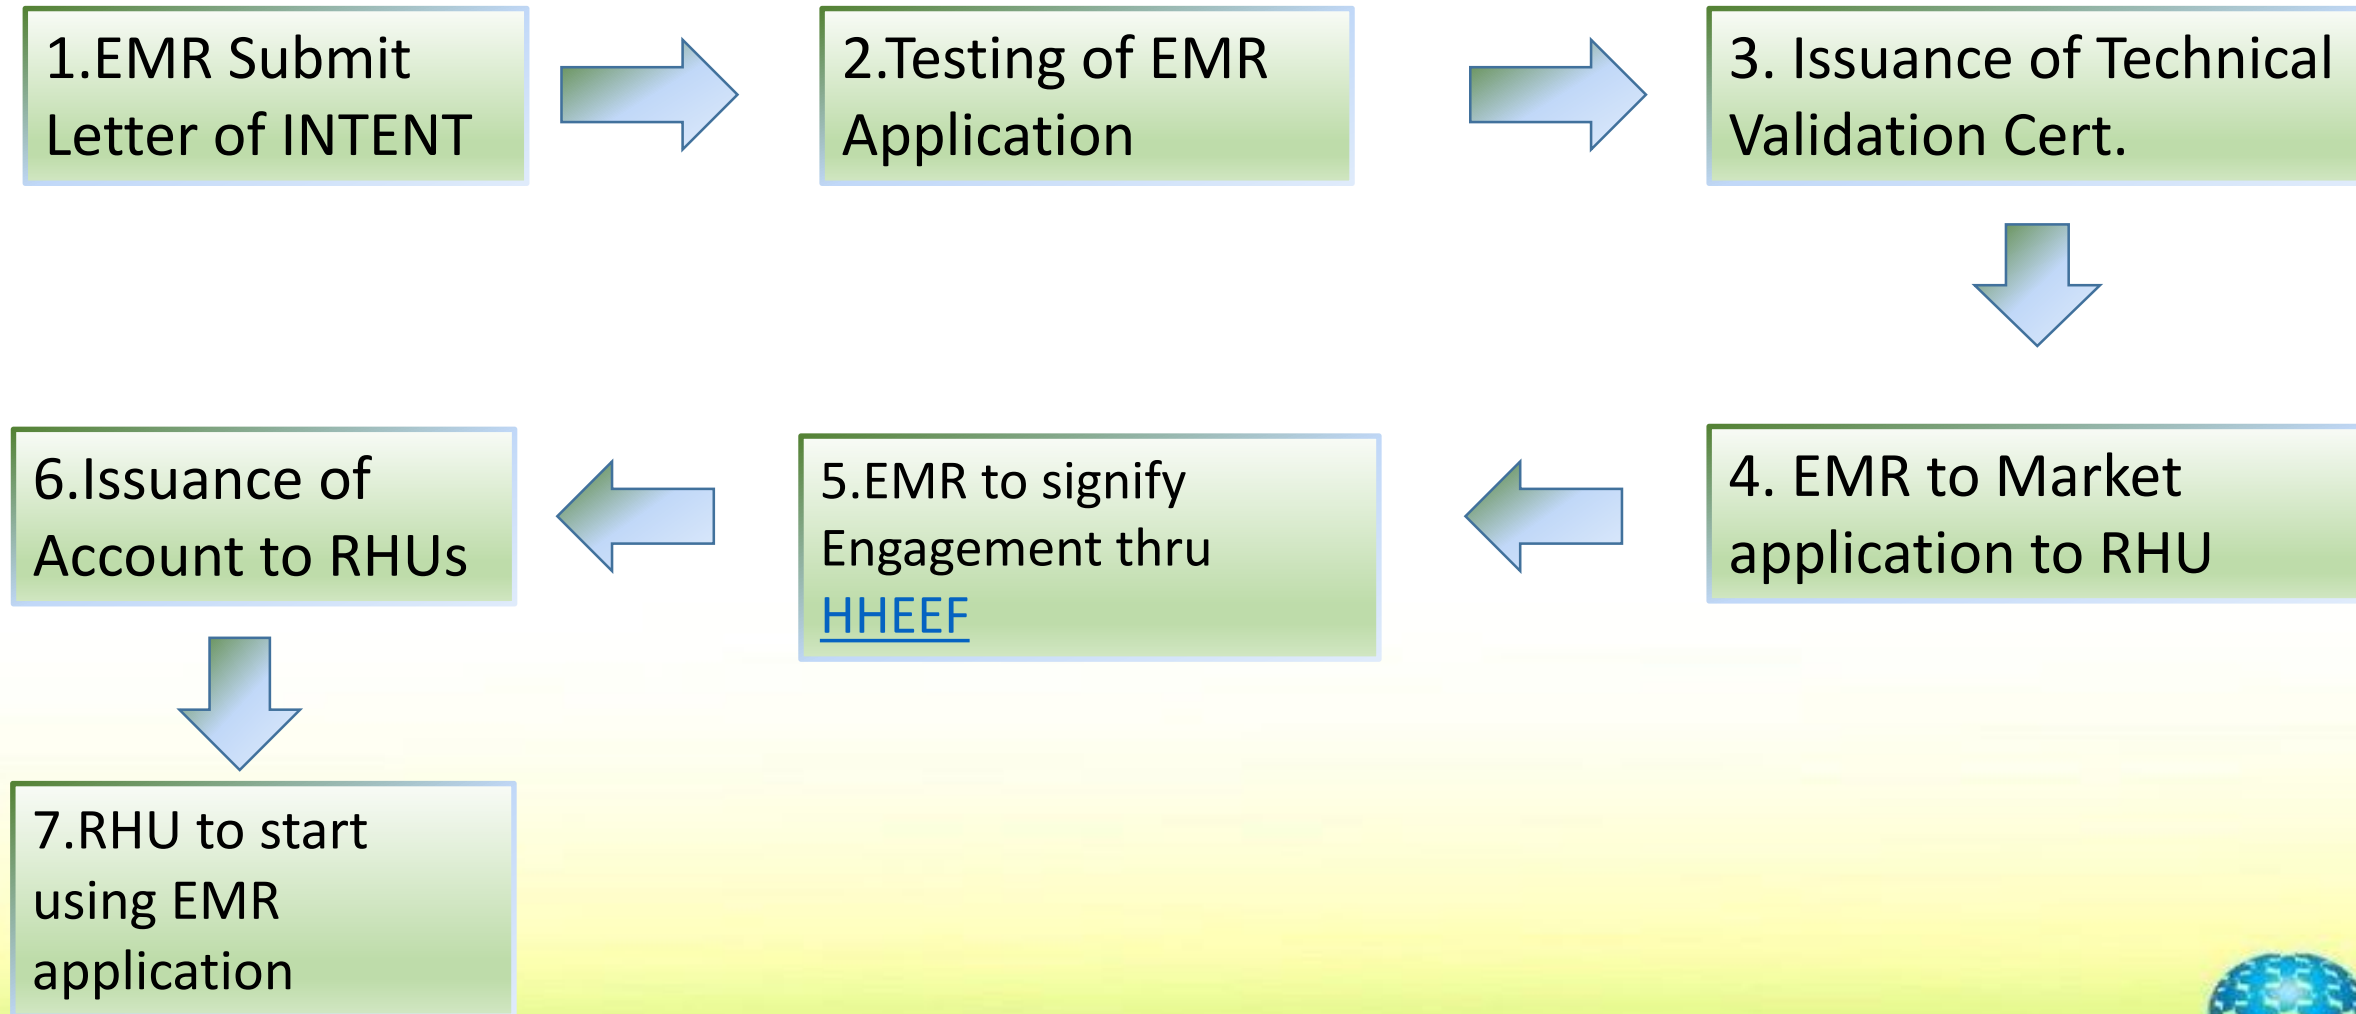 1.EMR Submit
Letter of INTENT
2.Testing of EMR
Application
3. Issuance of Technical
Validation Cert.
4. EMR to Market
application to RHU
5.EMR to signify
Engagement thru
HHEEF
6.Issuance of
Account to RHUs
7.RHU to start
using EMR
application